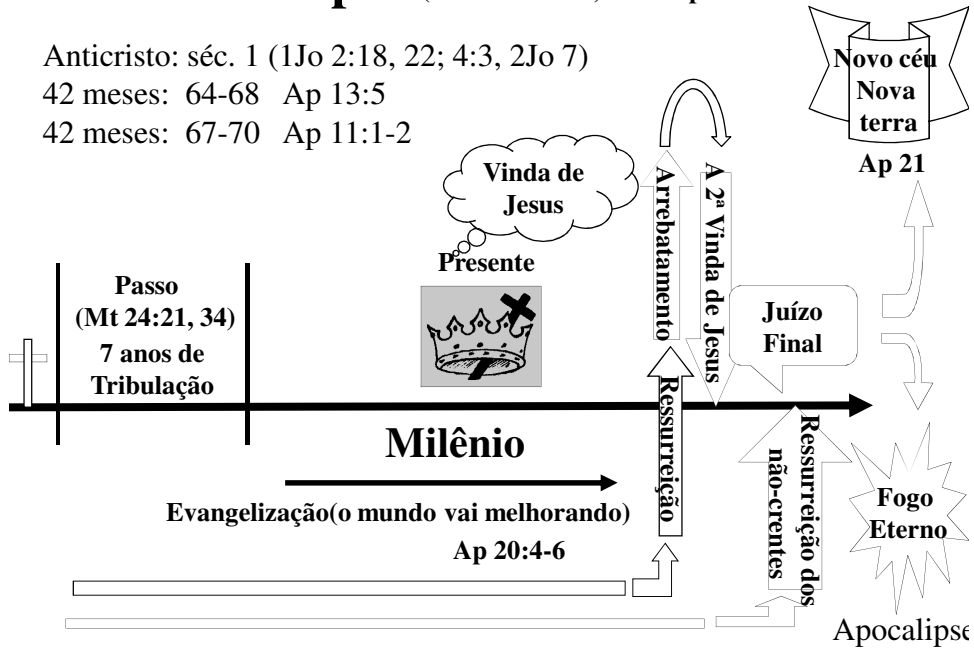 Anticristo: séc. 1 (1Jo 2:18, 22; 4:3, 2Jo 7)
42 meses: 64-68 Ap 13:5
42 meses: 67-70 Ap 11:1-2
Novo céu
Nova
terra
Ap 21
Vinda de
Jesus
Presente
Passo
(Mt 24:21, 34)
7 anos de
Tribulação
Arrebatamento
A 2ª Vinda de Jesus
Juízo
Final
Ressurreição
Milênio
Evangelização(o mundo vai melhorando)
Ap 20:4-6
Ressurreição dos
não-crentes
Fogo
Eterno
Apocalipse